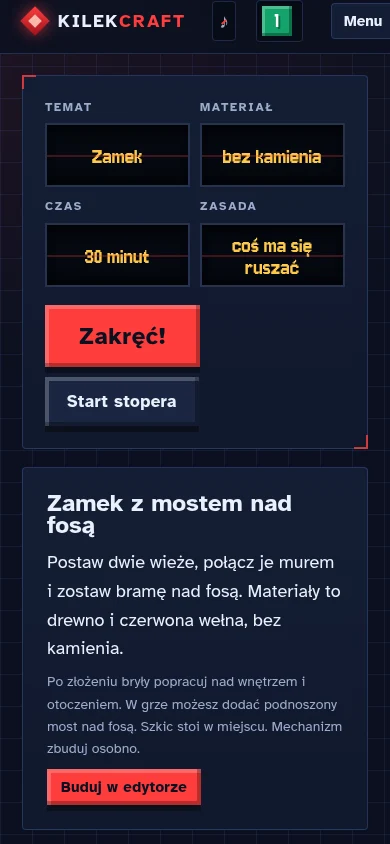 KILEKCRAFT
♪
1
Menu
TEMAT
MATERIAŁ
Zamek
bez kamienia
CZAS
ZASADA
30 minut
coś ma się
ruszać
Zakręć!
Start stopera
Zamek z mostem nad
fosą
Postaw dwie wieże, połącz je murem
i zostaw bramę nad fosą. Materiały to
drewno i czerwona wełna, bez
kamienia.
Po złożeniu bryły popracuj nad wnętrzem i
otoczeniem. W grze możesz dodać podnoszony
most nad fosą. Szkic stoi w miejscu. Mechanizm
zbuduj osobno.
Buduj w edytorze